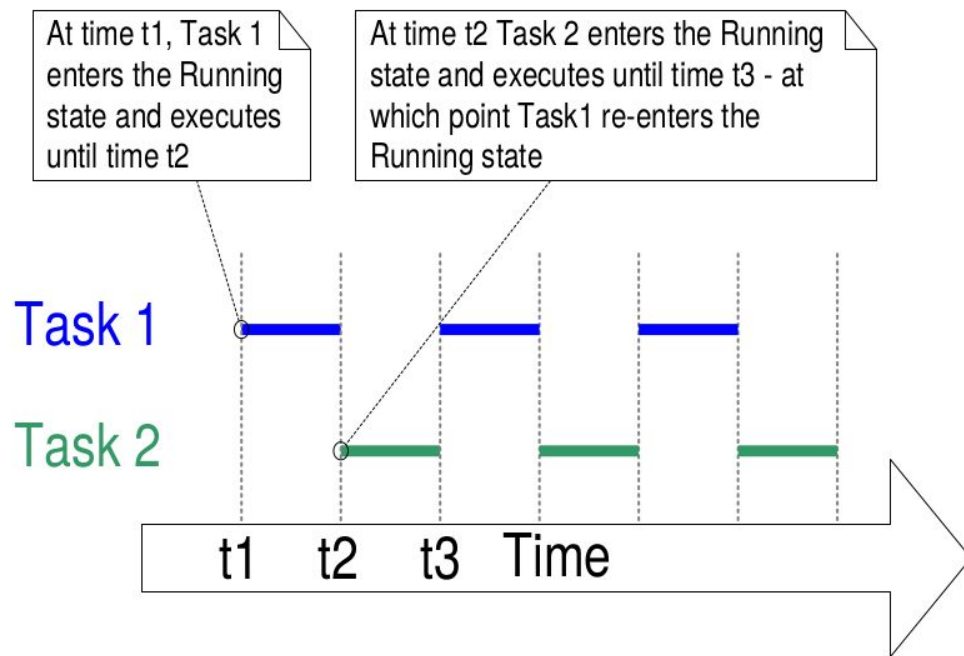 At time t1, Task 1
enters the Running
state and executes
until time t2
At time t2 Task 2 enters the Running
state and executes until time t3 - at
which point Task1 re-enters the
Running state
Task 1
Task 2
t1 t2 t3 Time